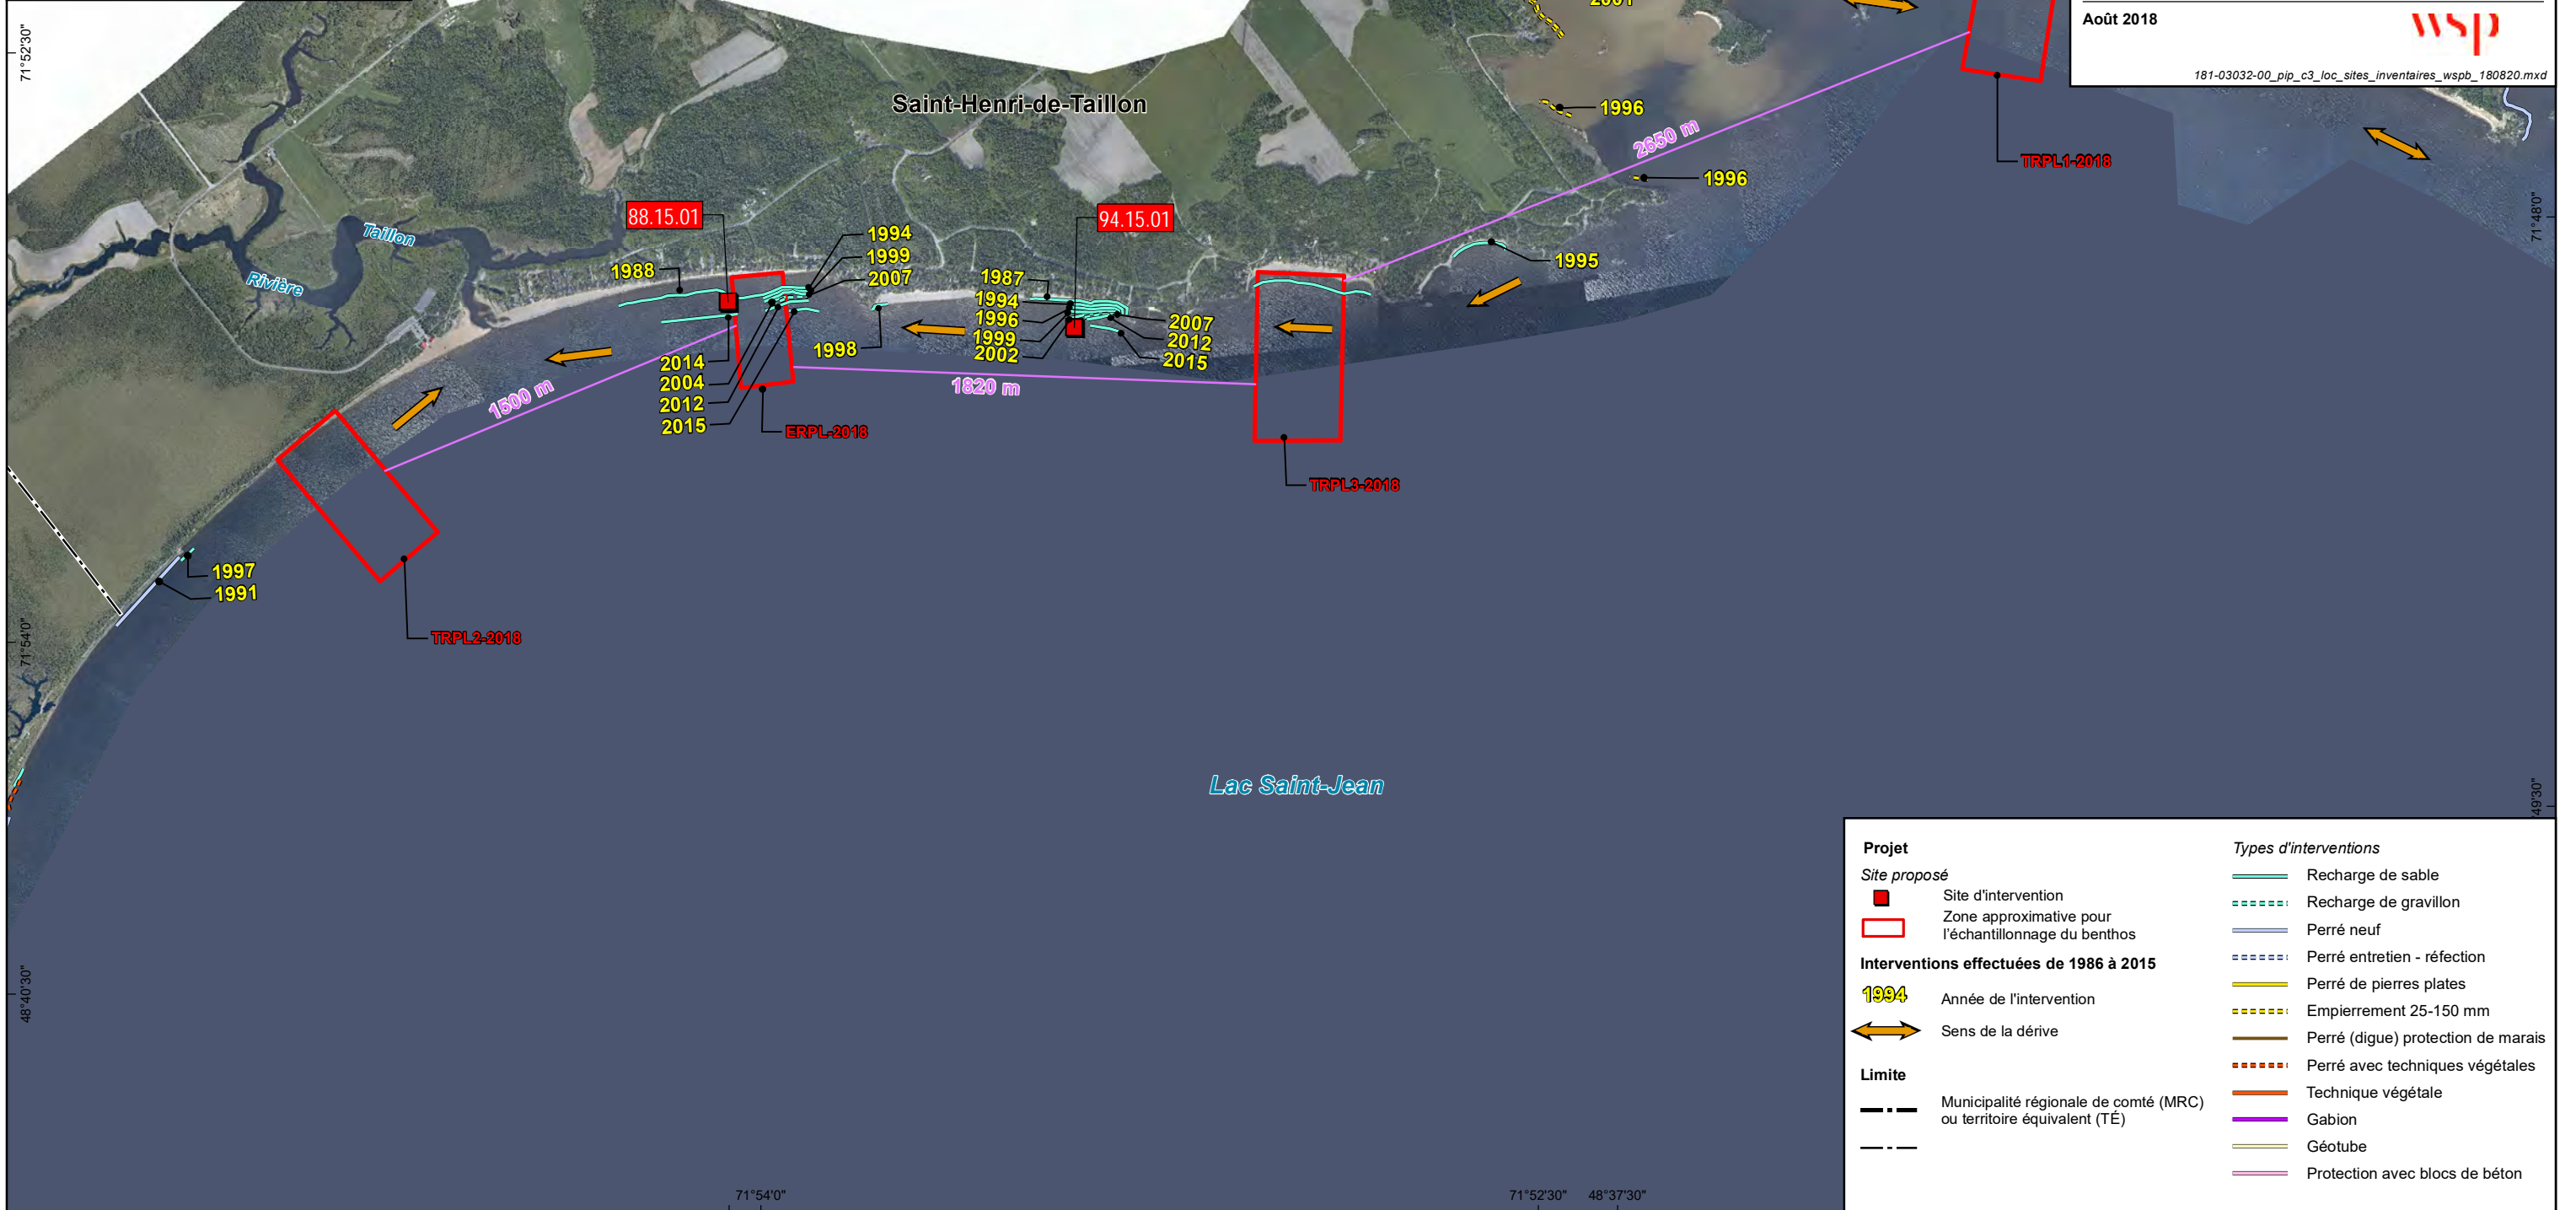 2001
Août 2018
wsp
181-03032-00_pip_c3_loc_sites_inventaires_wspb_180820.mxd
71°52'30"
Saint-Henri-de-Taillon
1996
2650 m
TRPL1-2018
1996
88.15.01
94.15.01
71°48'0"
Taillon
Rivière
1994
1999
2007
1988
1995
1987
1994
1996
1999
2002
2007
2012
2015
1998
2014
2004
2012
2015
1500 m
1820 m
ERPL-2018
TRPL3-2018
1997
1991
TRPL2-2018
71°54'0"
Lac Saint-Jean
49'30"
48°40'30"
71°54'0"
71°52'30"
48°37'30"
Projet
Site proposé
Site d'intervention
Zone approximative pour
l'échantillonnage du benthos
Interventions effectuées de 1986 à 2015
1994
Année de l'intervention
Sens de la dérive
Limite
Municipalité régionale de comté (MRC)
ou territoire équivalent (TÉ)
Types d'interventions
Recharge de sable
Recharge de gravillon
Perré neuf
Perré entretien - réfection
Perré de pierres plates
Empierrement 25-150 mm
Perré (digue) protection de marais
Perré avec techniques végétales
Technique végétale
Gabion
Géotube
Protection avec blocs de béton